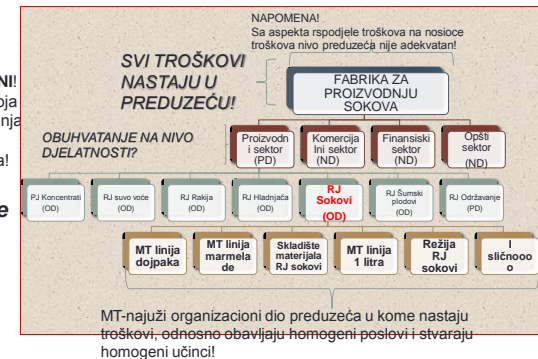 NAPOMENA!
Sa aspekta rspodjele troškova na nosioce
troškova nivo preduzeća nije adekvatan!
SVI TROŠKOVI
NASTAJU U
PREDUZEĆU!
FABRIKA ZA
PROIZVODNJU
SOKOVA
NI!
oja
nja
a!
e
OBUHVATANJE NA NIVO
DJELATNOSTI?
Proizvodn
i sektor
(PD)
Komercija
lni sektor
(ND)
Finansiski
sektor
(ND)
Opšti
sektor
(ND)
RJ Koncentrati
(OD)
RJ suvo voće
(OD)
RJ Rakija
(OD)
RJ Hladnjača
(OD)
RJ
Sokovi
(OD)
RJ Šumski
plodovi
(OD)
RJ Održavanje
(PD)
MT linija
dojpaka
MT linija
marmela
de
Skladište
materijala
RJ sokovi
MT linija
1 litra
Režija
RJ
sokovi
I
sličnooo
o
MT-najuži organizacioni dio preduzeća u kome nastaju
troškovi, odnosno obavljaju homogeni poslovi i stvaraju
homogeni učinci!